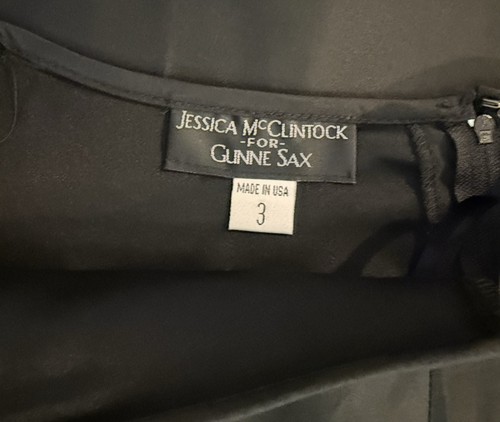 JESSICA McCLINTOCK
-FOR-
GUNNE SAX
MADE IN USA
3